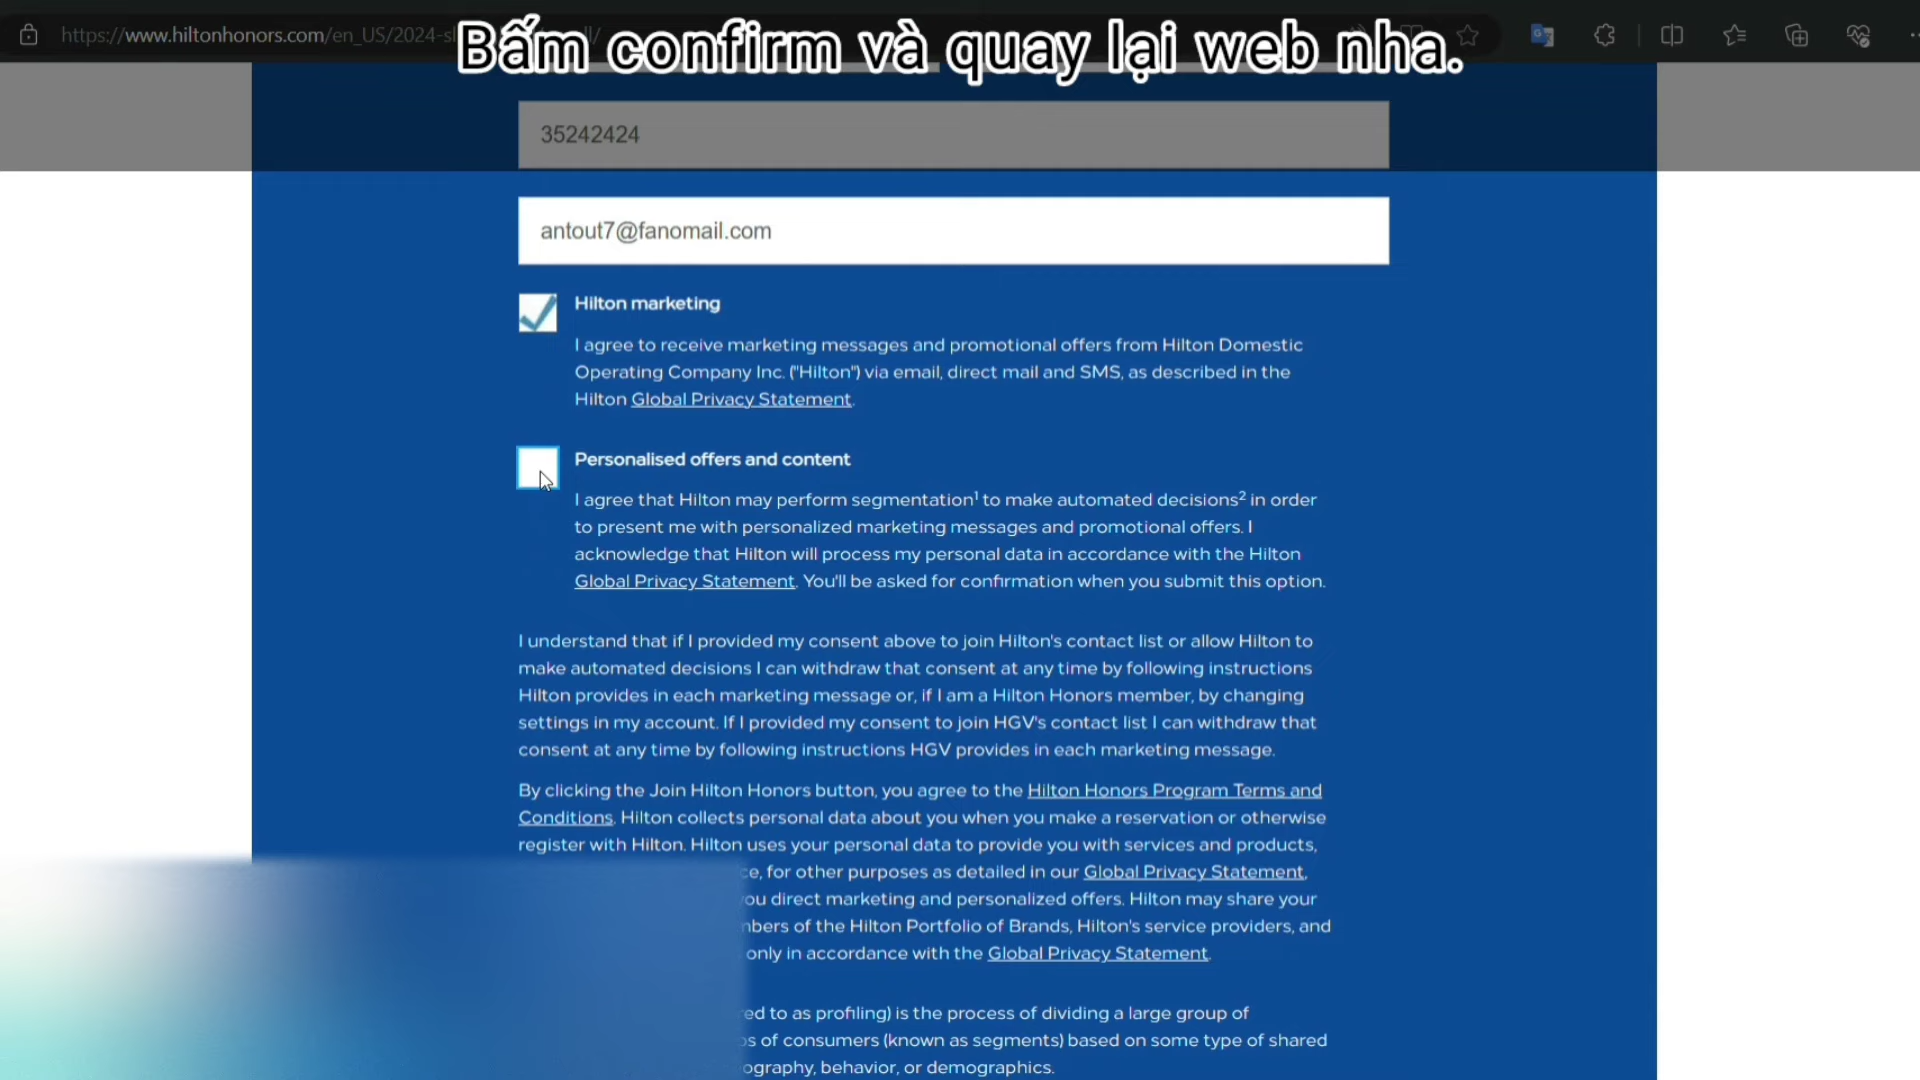 https://www.hiltonhonors.com/en_US/2024-sl
Bấm confirm và quay lại web nha.
35242424
antout7@fanomail.com
Hilton marketing
I agree to receive marketing messages and promotional offers from Hilton Domestic
Operating Company Inc. ("Hilton") via email, direct mail and SMS, as described in the
Hilton Global Privacy Statement.
Personalised offers and content
I agree that Hilton may perform segmentation¹ to make automated decisions² in order
to present me with personalized marketing messages and promotional offers. I
acknowledge that Hilton will process my personal data in accordance with the Hilton
Global Privacy Statement. You'll be asked for confirmation when you submit this option.
I understand that if I provided my consent above to join Hilton's contact list or allow Hilton to
make automated decisions I can withdraw that consent at any time by following instructions
Hilton provides in each marketing message or, if I am a Hilton Honors member, by changing
settings in my account. If I provided my consent to join HGV's contact list I can withdraw that
consent at any time by following instructions HGV provides in each marketing message.
By clicking the Join Hilton Honors button, you agree to the Hilton Honors Program Terms and
Conditions. Hilton collects personal data about you when you make a reservation or otherwise
register with Hilton. Hilton uses your personal data to provide you with services and products,
for other purposes as detailed in our Global Privacy Statement,
you direct marketing and personalized offers. Hilton may share your
of the Hilton Portfolio of Brands, Hilton's service providers, and
only in accordance with the Global Privacy Statement.
to as profiling) is the process of dividing a large group of
of consumers (known as segments) based on some type of shared
behavior, or demographics.